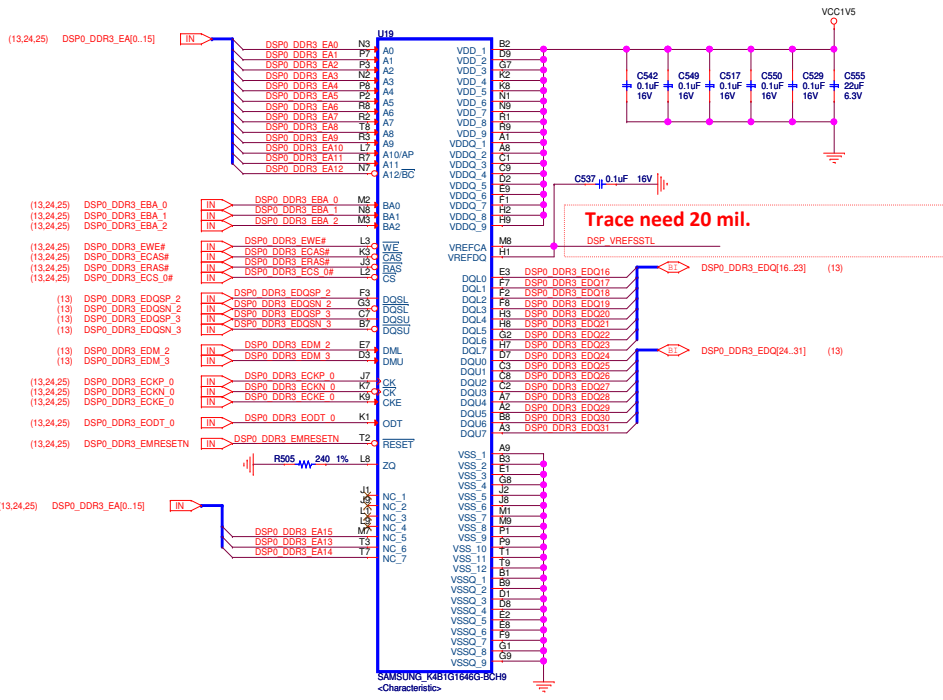 VCC1V5
U19
(13,24,25) DSP0_DDR3_EA[0..15] IN
DSP0_DDR3_EA0 N3 A0
DSP0_DDR3_EA1 P7 A1
DSP0_DDR3_EA2 P3 A2
DSP0_DDR3_EA3 N2 A3
DSP0_DDR3_EA4 P8 A4
DSP0_DDR3_EA5 P2 A5
DSP0_DDR3_EA6 R8 A6
DSP0_DDR3_EA7 R2 A7
DSP0_DDR3_EA8 T8 A8
DSP0_DDR3_EA9 R3 A9
DSP0_DDR3_EA10 L7 A10/AP
DSP0_DDR3_EA11 R7 A11
DSP0_DDR3_EA12 N7 A12/BC
(13,24,25) DSP0_DDR3_EBA_0 IN DSP0_DDR3_EBA_0 M2 BA0
(13,24,25) DSP0_DDR3_EBA_1 IN DSP0_DDR3_EBA_1 N8 BA1
(13,24,25) DSP0_DDR3_EBA_2 IN DSP0_DDR3_EBA_2 M3 BA2
(13,24,25) DSP0_DDR3_EWE# IN DSP0_DDR3_EWE# L3 WE
(13,24,25) DSP0_DDR3_ECAS# IN DSP0_DDR3_ECAS# K3 CAS
(13,24,25) DSP0_DDR3_ERAS# IN DSP0_DDR3_ERAS# J3 RAS
(13,24,25) DSP0_DDR3_ECS_0# IN DSP0_DDR3_ECS_0# L2 CS
(13) DSP0_DDR3_EDQSP_2 IN DSP0_DDR3_EDQSP_2 F3 DQSL
(13) DSP0_DDR3_EDQSN_2 IN DSP0_DDR3_EDQSN_2 G3 DQSL
(13) DSP0_DDR3_EDQSP_3 IN DSP0_DDR3_EDQSP_3 C7 DQSU
(13) DSP0_DDR3_EDQSN_3 IN DSP0_DDR3_EDQSN_3 B7 DQSU
(13) DSP0_DDR3_EDM_2 IN DSP0_DDR3_EDM_2 E7 DML
(13) DSP0_DDR3_EDM_3 IN DSP0_DDR3_EDM_3 D3 DMU
(13,24,25) DSP0_DDR3_ECKP_0 IN DSP0_DDR3_ECKP_0 J7 CK
(13,24,25) DSP0_DDR3_ECKN_0 IN DSP0_DDR3_ECKN_0 K7 CK
(13,24,25) DSP0_DDR3_ECKE_0 IN DSP0_DDR3_ECKE_0 K9 CKE
(13,24,25) DSP0_DDR3_EODT_0 IN DSP0_DDR3_EODT_0 K1 ODT
(13,24,25) DSP0_DDR3_EMRESETN IN DSP0_DDR3_EMRESETN T2 RESET
R505 240 1% L8 ZQ
J1 NC_1
NC_2
NC_3
L9 NC_4
(13,24,25) DSP0_DDR3_EA[0..15] IN
DSP0_DDR3_EA15 M7 NC_5
DSP0_DDR3_EA13 T3 NC_6
DSP0_DDR3_EA14 T7 NC_7
VDD_1 B2
VDD_2 D9
VDD_3 G7
VDD_4 K2
VDD_5 K8
VDD_6 N1
VDD_7 N9
VDD_8 R1
VDD_9 R9
VDDQ_1 A1
VDDQ_2 A8
VDDQ_3 C1
VDDQ_4 C9
VDDQ_5 D2
VDDQ_6 E9
VDDQ_7 F1
VDDQ_8 H2
VDDQ_9 H9
C542 0.1uF 16V
C549 0.1uF 16V
C517 0.1uF 16V
C550 0.1uF 16V
C529 0.1uF 16V
C555 22uF 6.3V
C537 0.1uF 16V
Trace need 20 mil.
VREFCA M8 DSP_VREFSSTL
VREFDQ H1
DQL0 E3 DSP0_DDR3_EDQ16
DQL1 F7 DSP0_DDR3_EDQ17
DQL2 F2 DSP0_DDR3_EDQ18
DQL3 F8 DSP0_DDR3_EDQ19
DQL4 H3 DSP0_DDR3_EDQ20
DQL5 H8 DSP0_DDR3_EDQ21
DQL6 G2 DSP0_DDR3_EDQ22
DQL7 H7 DSP0_DDR3_EDQ23
DQU0 D7 DSP0_DDR3_EDQ24
DQU1 C3 DSP0_DDR3_EDQ25
DQU2 C8 DSP0_DDR3_EDQ26
DQU3 C2 DSP0_DDR3_EDQ27
DQU4 A7 DSP0_DDR3_EDQ28
DQU5 A2 DSP0_DDR3_EDQ29
DQU6 B8 DSP0_DDR3_EDQ30
DQU7 A3 DSP0_DDR3_EDQ31
BI DSP0_DDR3_EDQ[16..23] (13)
BI DSP0_DDR3_EDQ[24..31] (13)
VSS_1 A9
VSS_2 B3
VSS_3 E1
VSS_4 G8
VSS_5 J2
VSS_6 J8
VSS_7 M1
VSS_8 M9
VSS_9 P1
VSS_10 P9
VSS_11 T1
VSS_12 T9
VSSQ_1 B1
VSSQ_2 B9
VSSQ_3 D1
VSSQ_4 D8
VSSQ_5 E2
VSSQ_6 E8
VSSQ_7 F9
VSSQ_8 G1
VSSQ_9 G9
SAMSUNG_K4B1G1646G-BCH9
<Characteristic>